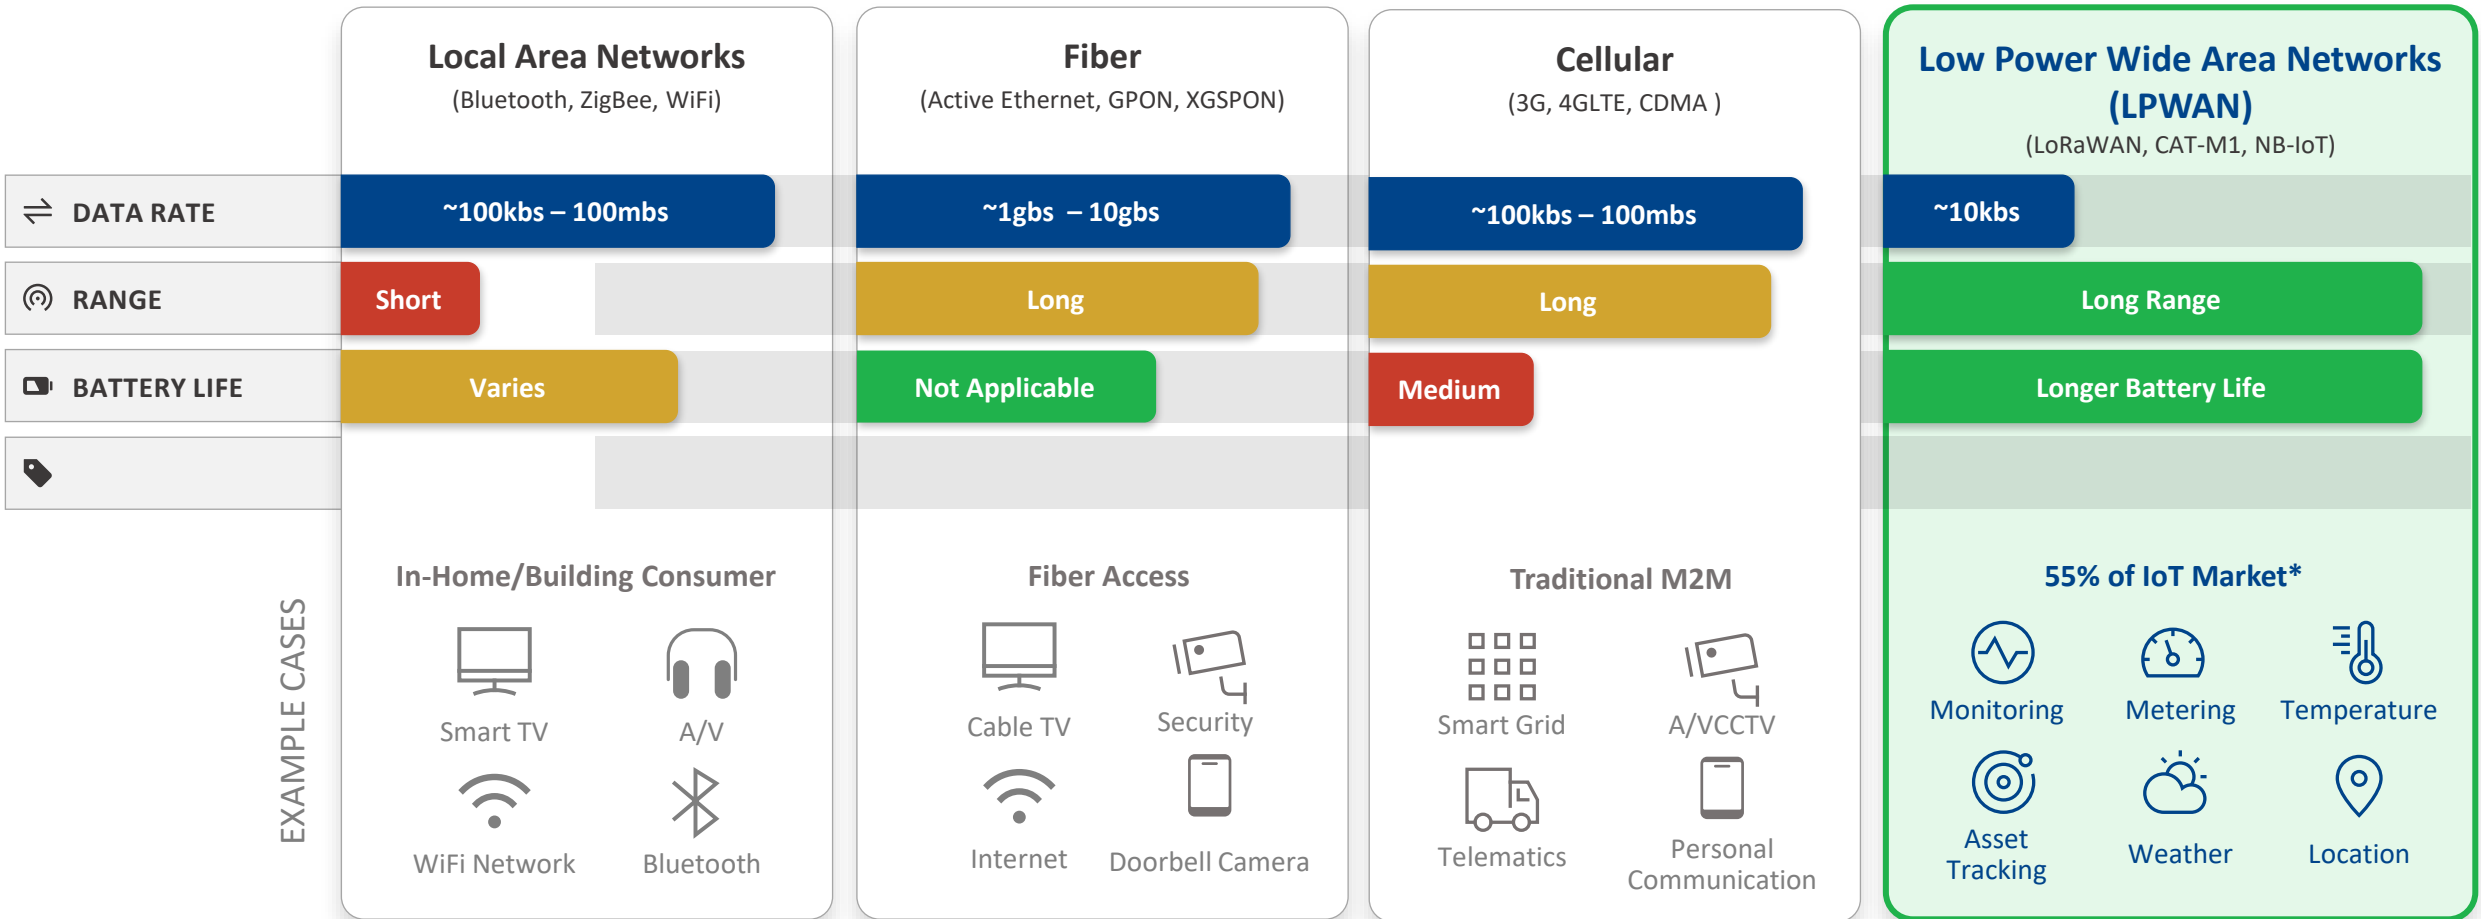 Local Area Networks
(Bluetooth, ZigBee, WiFi)
Fiber
(Active Ethernet, GPON, XGSPON)
Cellular
(3G, 4GLTE, CDMA )
Low Power Wide Area Networks
(LPWAN)
(LoRaWAN, CAT-M1, NB-IoT)
DATA RATE
~100kbs – 100mbs
~1gbs – 10gbs
~100kbs – 100mbs
~10kbs
RANGE
Short
Long
Long
Long Range
BATTERY LIFE
Varies
Not Applicable
Medium
Longer Battery Life
EXAMPLE CASES
In-Home/Building Consumer
Smart TV
A/V
WiFi Network
Bluetooth
Fiber Access
Cable TV
Security
Internet
Doorbell Camera
Traditional M2M
Smart Grid
A/VCCTV
Telematics
Personal
Communication
55% of IoT Market*
Monitoring
Metering
Temperature
Asset
Tracking
Weather
Location